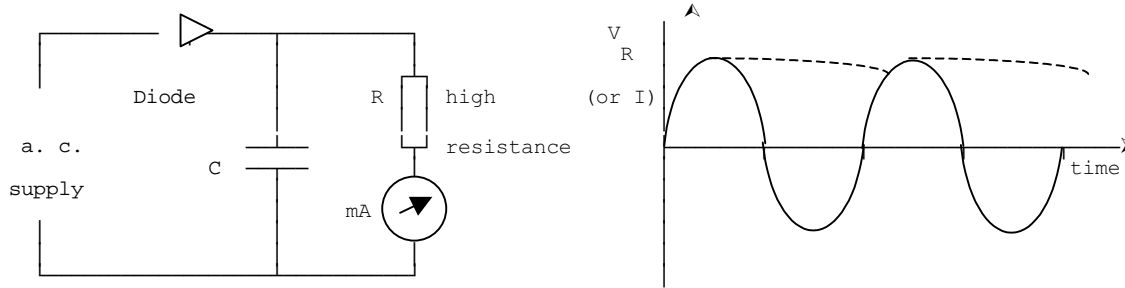 Diode
a. c.
supply
C
R
high
resistance
mA
V
R
(or I)
time